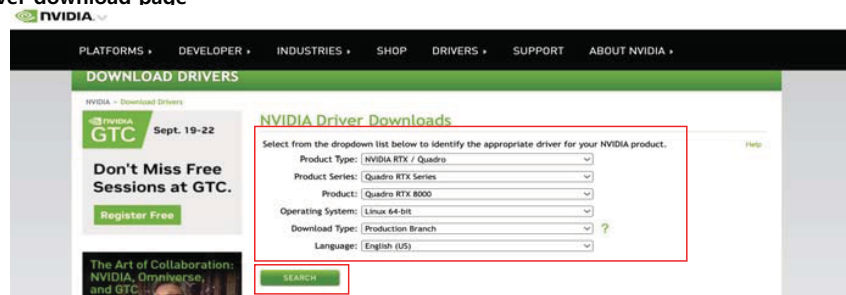 ver download page
NVIDIA.
PLATFORMS DEVELOPER INDUSTRIES SHOP DRIVERS SUPPORT ABOUT NVIDIA
DOWNLOAD DRIVERS
NVIDIA > Download Drivers
NVIDIA
GTC Sept. 19-22
Don't Miss Free
Sessions at GTC.
Register Free
The Art of Collaboration:
NVIDIA, Omniverse,
and GTC
NVIDIA Driver Downloads
Select from the dropdown list below to identify the appropriate driver for your NVIDIA product.
Help
Product Type: NVIDIA RTX / Quadro
Product Series: Quadro RTX Series
Product: Quadro RTX 8000
Operating System: Linux 64-bit
Download Type: Production Branch ?
Language: English (US)
SEARCH